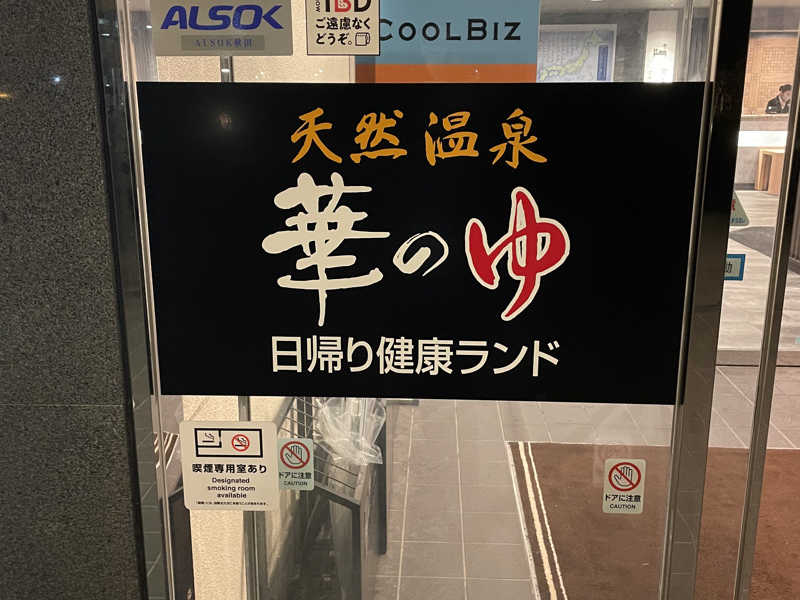 ALSOK
ALSOK秋田
ご遠慮なく
どうぞ。
COOLBIZ
天然温泉
華のゆ
日帰り健康ランド
喫煙専用室あり
Designated
smoking room
available
ドアに注意
CAUTION
ドアに注意
CAUTION